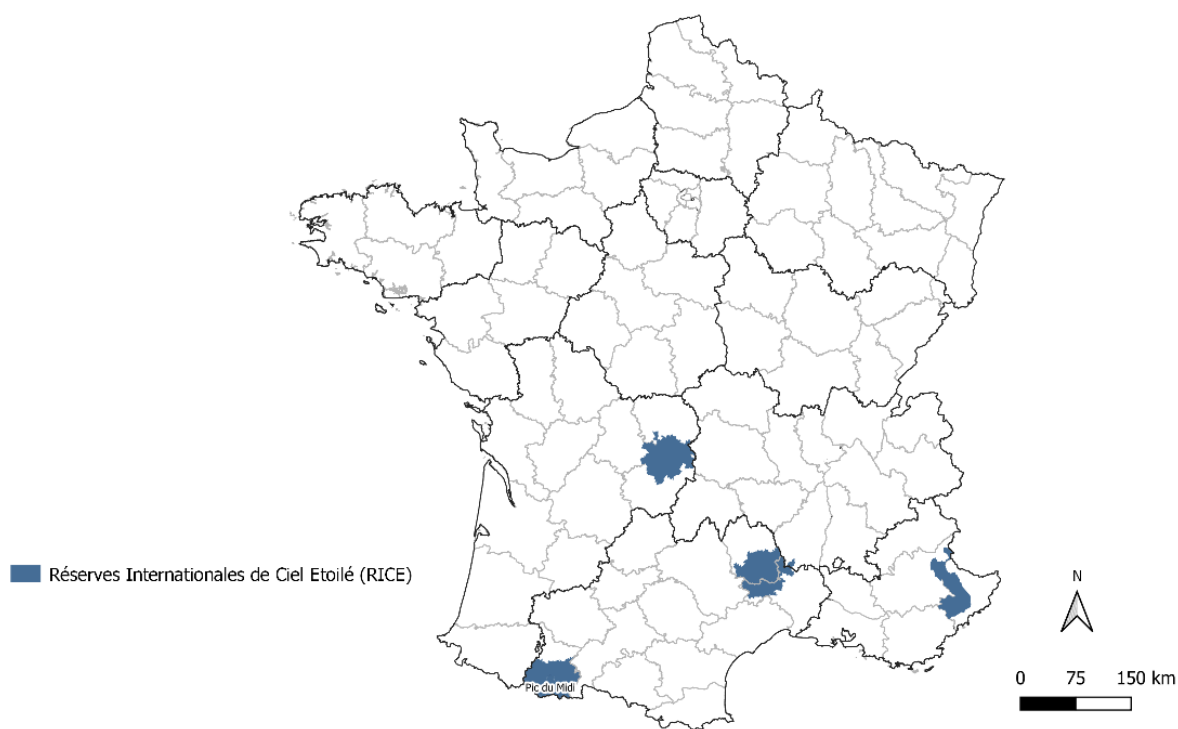 Réserves Internationales de Ciel Etoilé (RICE)
Pic du Midi
N
0 75 150 km